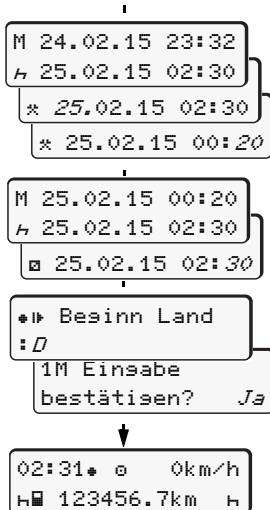 M 24.02.15 23:32
25.02.15 02:30
25.02.15 02:30
25.02.15 00:20
M 25.02.15 00:20
25.02.15 02:30
25.02.15 02:30
Beginn Land
:D
1M Eingabe
bestätigen? Ja
02:31 0km/h
123456.7km